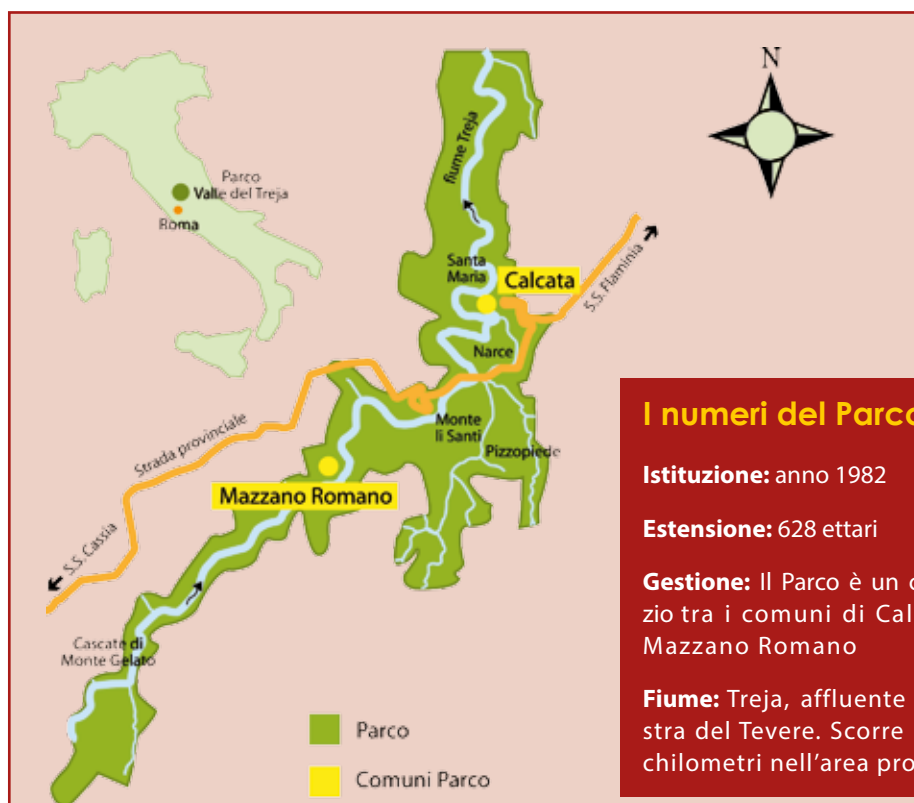 N
Parco
Valle del Treja
Roma
fiume Treja
Santa
Maria
Calcata
S.S. Flaminia
Narce
Monte
li Santi
Pizzopiede
Strada provinciale
Mazzano Romano
S.S. Cassia
Cascate di
Monte Gelato
Parco
Comuni Parco
I numeri del Parco
Istituzione: anno 1982
Estensione: 628 ettari
Gestione: Il Parco è un
zio tra i comuni di
Mazzano Romano
Fiume: Treja, affluente
stra del Tevere. Scorre
chilometri nell'area